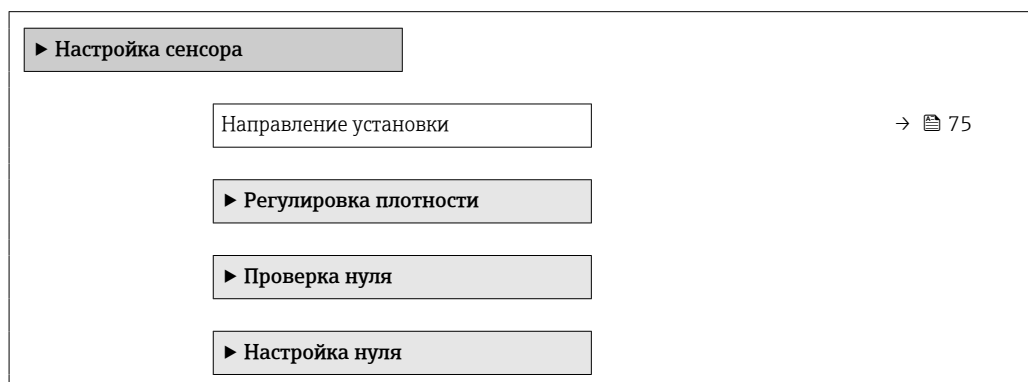 ► Настройка сенсора
Направление установки → 75
► Регулировка плотности
► Проверка нуля
► Настройка нуля